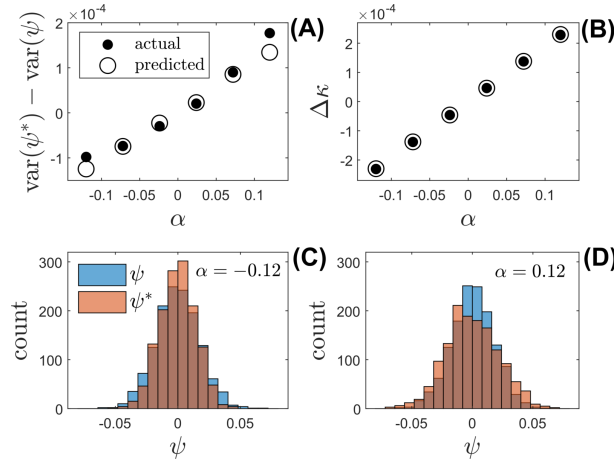 ×10⁻⁴
(A)
2
1
0
-1
var(ψ*) − var(ψ)
actual
predicted
-0.1 -0.05 0 0.05 0.1
α
×10⁻⁴
(B)
2
1
0
-1
-2
Δκ
-0.1 -0.05 0 0.05 0.1
α
(C)
300
200
100
0
count
ψ
ψ*
α = −0.12
-0.05 0 0.05
ψ
(D)
300
200
100
0
count
α = 0.12
-0.05 0 0.05
ψ